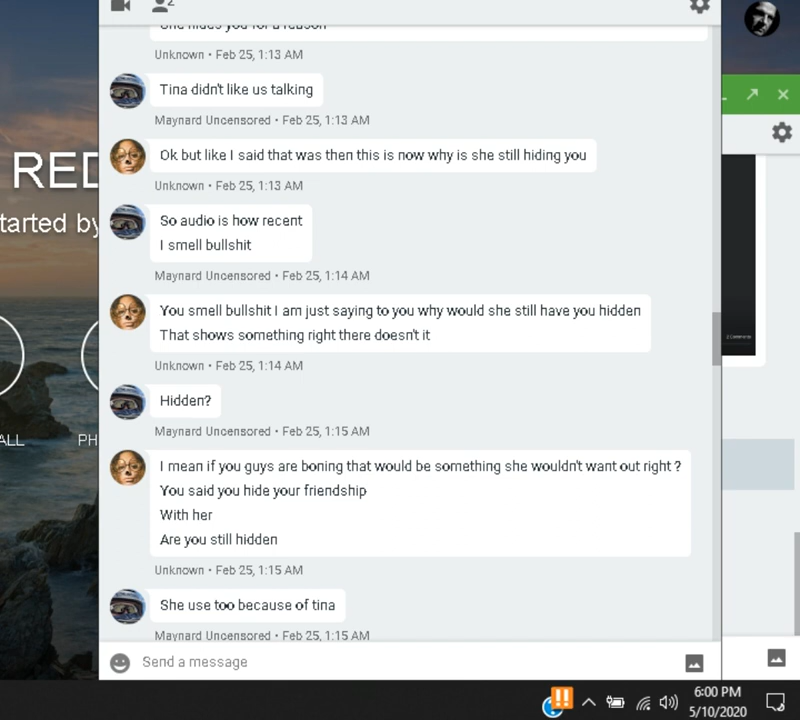 2
She hides you for a reason
Unknown • Feb 25, 1:13 AM
Tina didn't like us talking
Maynard Uncensored • Feb 25, 1:13 AM
Ok but like I said that was then this is now why is she still hiding you
Unknown • Feb 25, 1:13 AM
RED
tarted by
So audio is how recent
I smell bullshit
Maynard Uncensored • Feb 25, 1:14 AM
You smell bullshit I am just saying to you why would she still have you hidden
That shows something right there doesn't it
Unknown • Feb 25, 1:14 AM
Hidden?
Maynard Uncensored • Feb 25, 1:15 AM
ALL
PH
I mean if you guys are boning that would be something she wouldn't want out right ?
You said you hide your friendship
With her
Are you still hidden
Unknown • Feb 25, 1:15 AM
She use too because of tina
Maynard Uncensored • Feb 25, 1:15 AM
Send a message
6:00 PM
5/10/2020